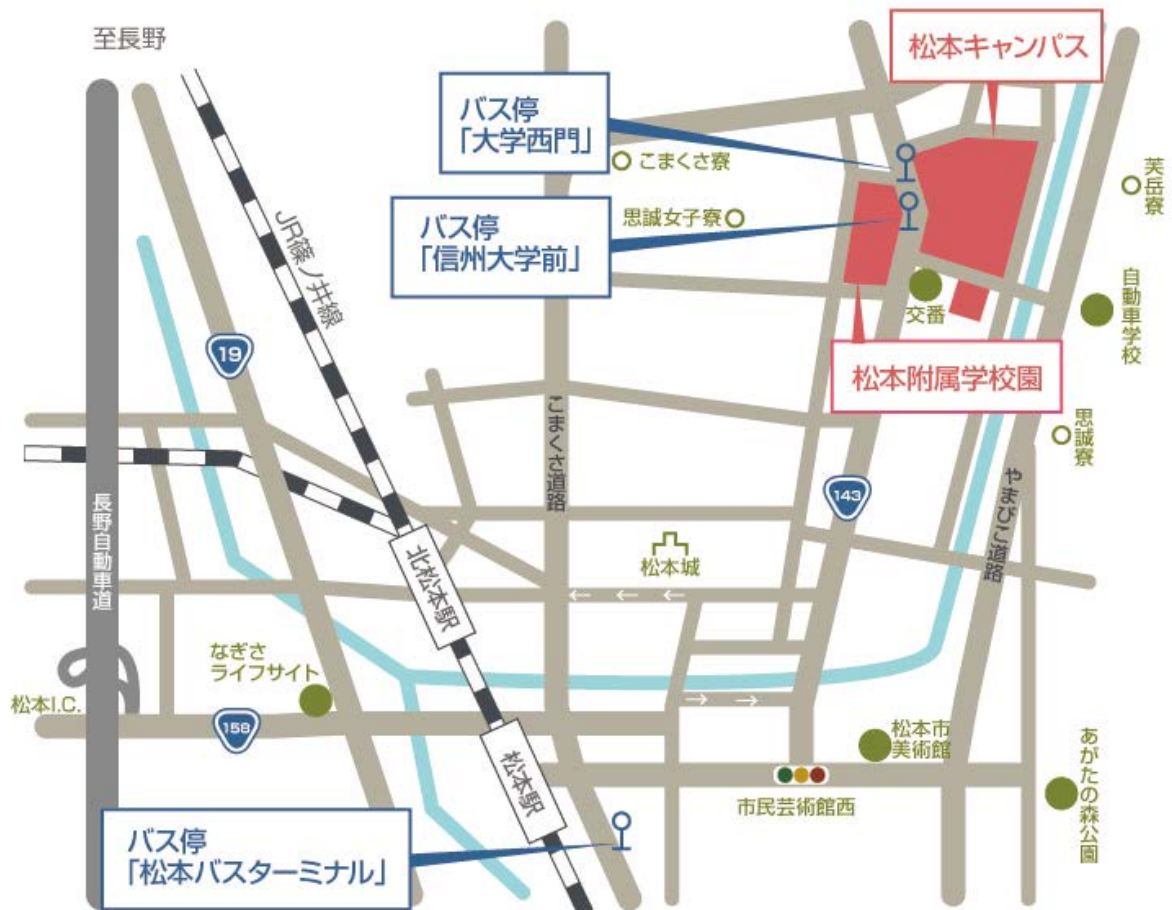 至長野
松本キャンパス
バス停
「大学西門」
こまくさ寮
芙岳寮
思誠女子寮
バス停
「信州大学前」
JR篠ノ井線
自動車学校
交番
19
松本附属学校園
こまくさ道路
思誠寮
143
やまびこ道路
長野自動車道
松本城
← ← ←
北松本駅
なぎさ
ライフサイト
松本I.C.
158
→ →
松本市
美術館
松本駅
あがたの森公園
市民芸術館西
バス停
「松本バスターミナル」